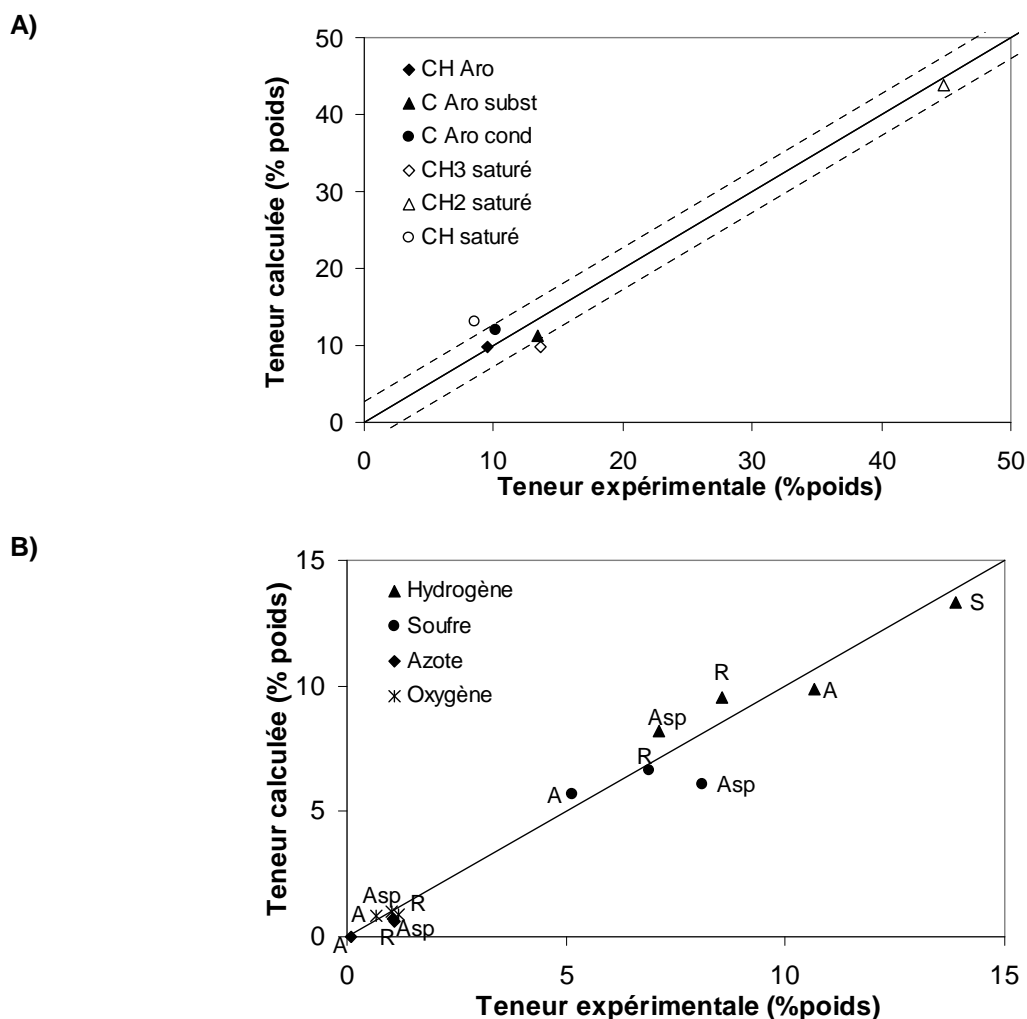 A)
Teneur calculée (% poids)
50
40
30
20
10
0
CH Aro
C Aro subst
C Aro cond
CH3 saturé
CH2 saturé
CH saturé
0 10 20 30 40 50
Teneur expérimentale (%poids)
B)
Teneur calculée (% poids)
15
10
5
0
Hydrogène
Soufre
Azote
Oxygène
S
R
A
Asp
R
Asp
A
Asp
A
R
Asp
R
A
0 5 10 15
Teneur expérimentale (%poids)